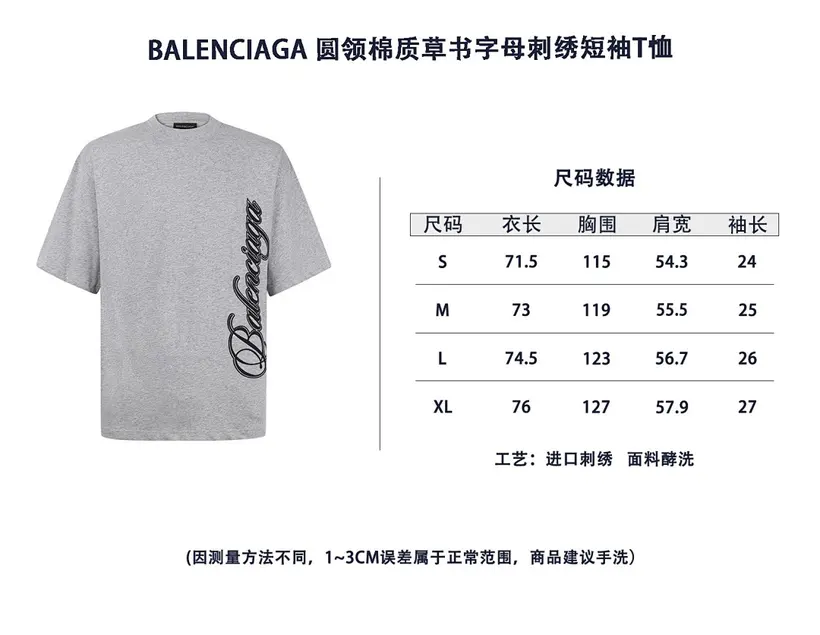 BALENCIAGA 圆领棉质草书字母刺绣短袖T恤
Balenciaga
尺码数据
尺码 衣长 胸围 肩宽 袖长
S 71.5 115 54.3 24
M 73 119 55.5 25
L 74.5 123 56.7 26
XL 76 127 57.9 27
工艺：进口刺绣 面料酵洗
(因测量方法不同，1~3CM误差属于正常范围，商品建议手洗)